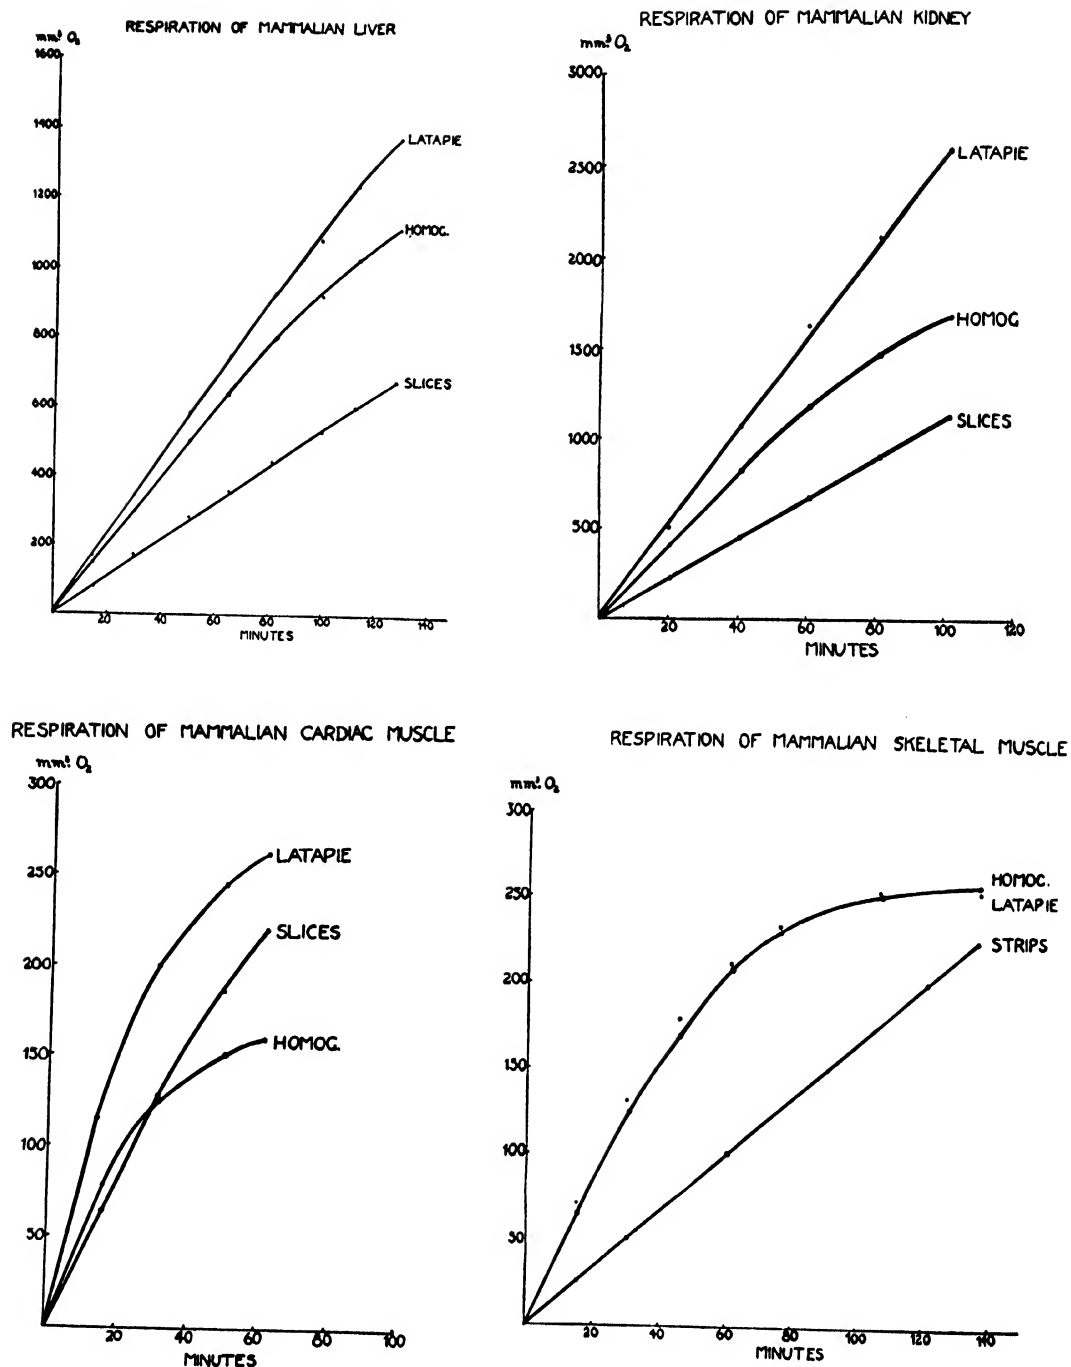 RESPIRATION OF MAMMALIAN LIVER
mm³ O₂
1600
1400
1200
1000
800
600
400
200
LATAPIE
HOMOG.
SLICES
20 40 60 80 100 120 140
MINUTES
RESPIRATION OF MAMMALIAN KIDNEY
mm³ O₂
3000
2500
2000
1500
1000
500
LATAPIE
HOMOG
SLICES
20 40 60 80 100 120
MINUTES
RESPIRATION OF MAMMALIAN CARDIAC MUSCLE
mm³ O₂
300
250
200
150
100
50
LATAPIE
SLICES
HOMOG.
20 40 60 80 100
MINUTES
RESPIRATION OF MAMMALIAN SKELETAL MUSCLE
mm³ O₂
300
250
200
150
100
50
HOMOG.
LATAPIE
STRIPS
20 40 60 80 100 120 140
MINUTES